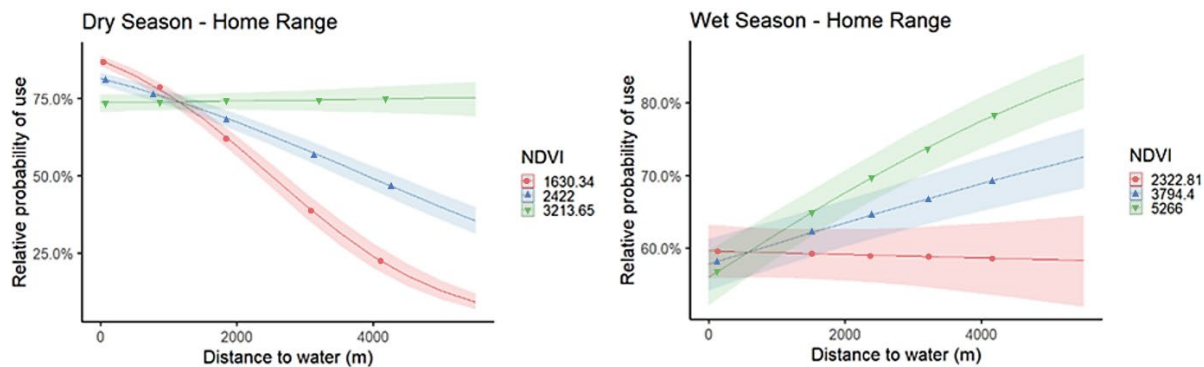 Dry Season - Home Range
Relative probability of use
75.0%
50.0%
25.0%
0
2000
4000
Distance to water (m)
NDVI
1630.34
2422
3213.65
Wet Season - Home Range
Relative probability of use
80.0%
70.0%
60.0%
0
2000
4000
Distance to water (m)
NDVI
2322.81
3794.4
5266